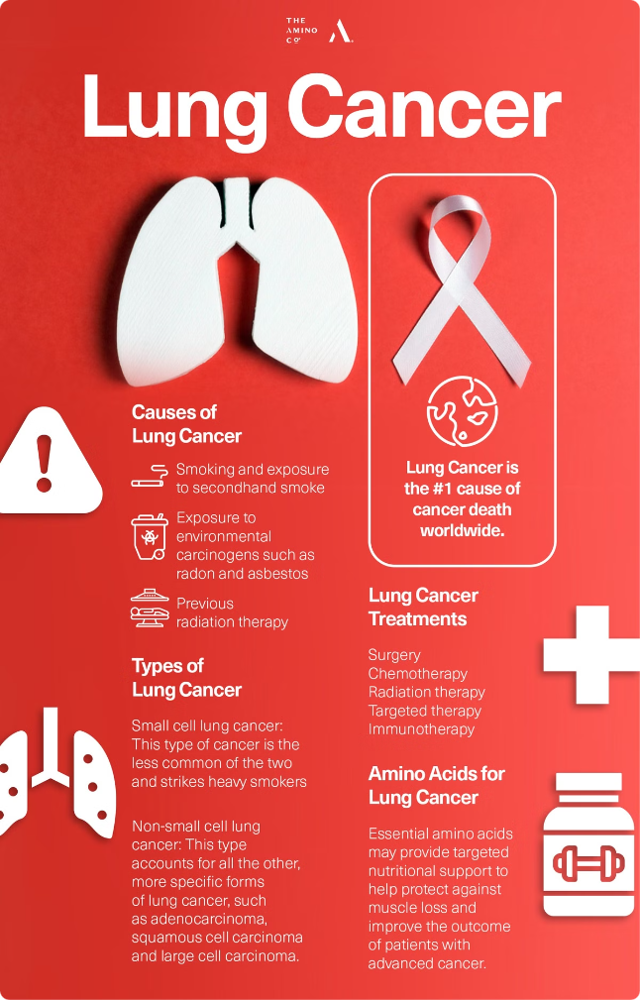 THE
AMINO
CO
Lung Cancer
Causes of
Lung Cancer
Smoking and exposure
to secondhand smoke
Exposure to
environmental
carcinogens such as
radon and asbestos
Previous
radiation therapy
Types of
Lung Cancer
Small cell lung cancer:
This type of cancer is the
less common of the two
and strikes heavy smokers
Non-small cell lung
cancer: This type
accounts for all the other,
more specific forms
of lung cancer, such
as adenocarcinoma,
squamous cell carcinoma
and large cell carcinoma.
Lung Cancer is
the #1 cause of
cancer death
worldwide.
Lung Cancer
Treatments
Surgery
Chemotherapy
Radiation therapy
Targeted therapy
Immunotherapy
Amino Acids for
Lung Cancer
Essential amino acids
may provide targeted
nutritional support to
help protect against
muscle loss and
improve the outcome
of patients with
advanced cancer.